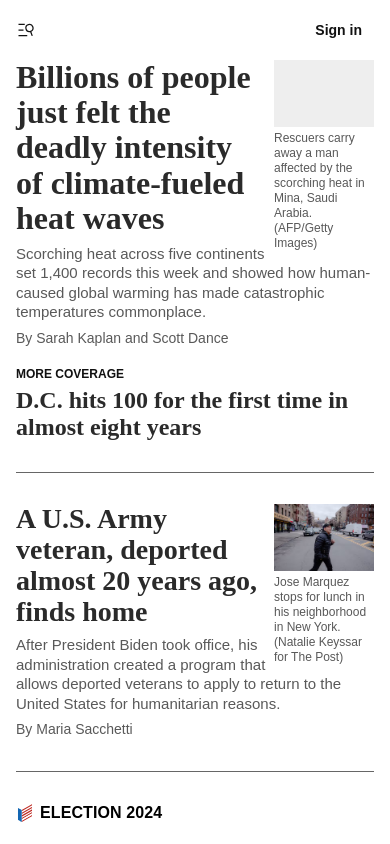 Sign in
Billions of people
just felt the
deadly intensity
of climate-fueled
heat waves
Rescuers carry
away a man
affected by the
scorching heat in
Mina, Saudi
Arabia.
(AFP/Getty
Images)
Scorching heat across five continents
set 1,400 records this week and showed how human-
caused global warming has made catastrophic
temperatures commonplace.
By Sarah Kaplan and Scott Dance
MORE COVERAGE
D.C. hits 100 for the first time in
almost eight years
A U.S. Army
veteran, deported
almost 20 years ago,
finds home
Jose Marquez
stops for lunch in
his neighborhood
in New York.
(Natalie Keyssar
for The Post)
After President Biden took office, his
administration created a program that
allows deported veterans to apply to return to the
United States for humanitarian reasons.
By Maria Sacchetti
ELECTION 2024